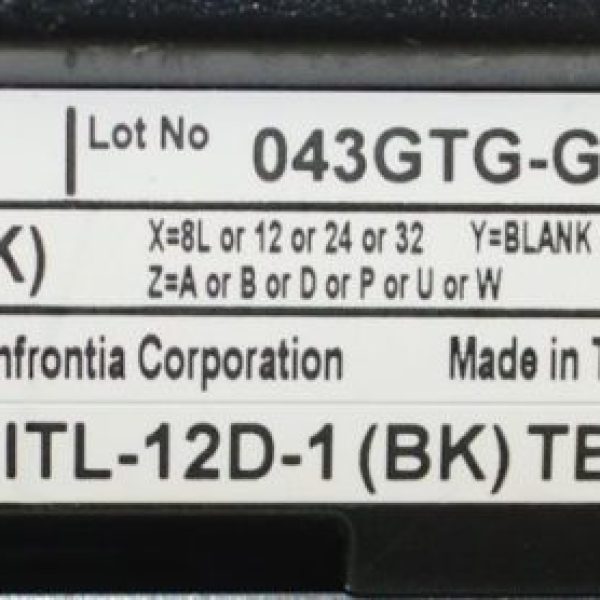 Lot No 043GTG-G
K) X=8L or 12 or 24 or 32 Y=BLANK
Z=A or B or D or P or U or W
nfrontia Corporation Made in T
ITL-12D-1 (BK) TE